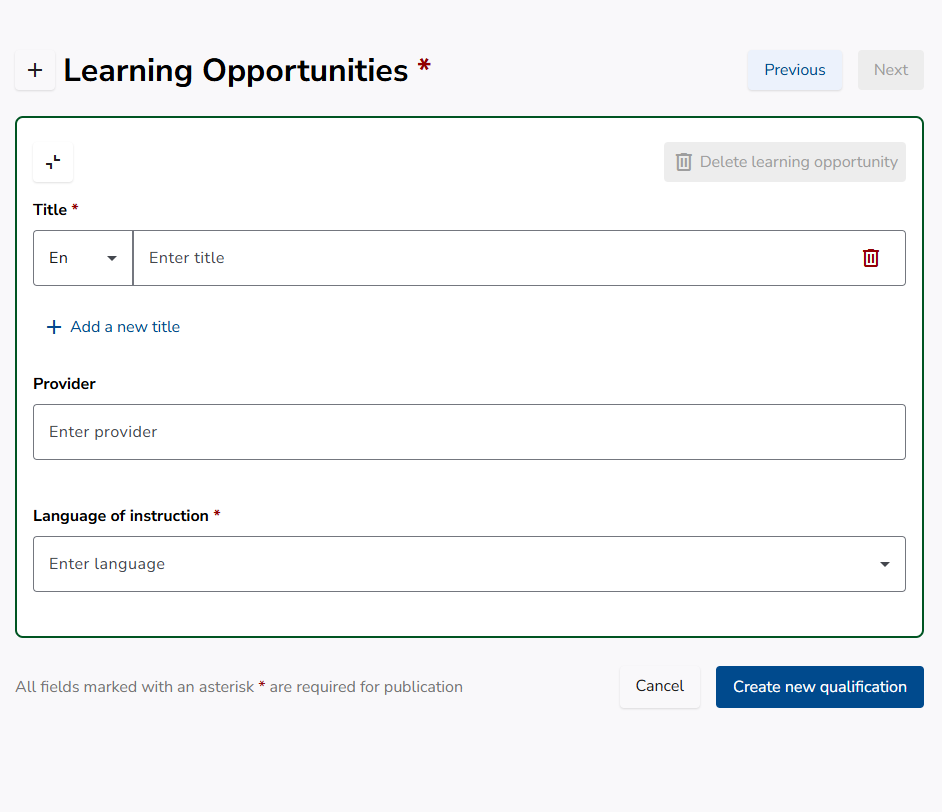 Learning Opportunities *
Previous
Next
Delete learning opportunity
Title *
En
Enter title
Add a new title
Provider
Enter provider
Language of instruction *
Enter language
All fields marked with an asterisk * are required for publication
Cancel
Create new qualification